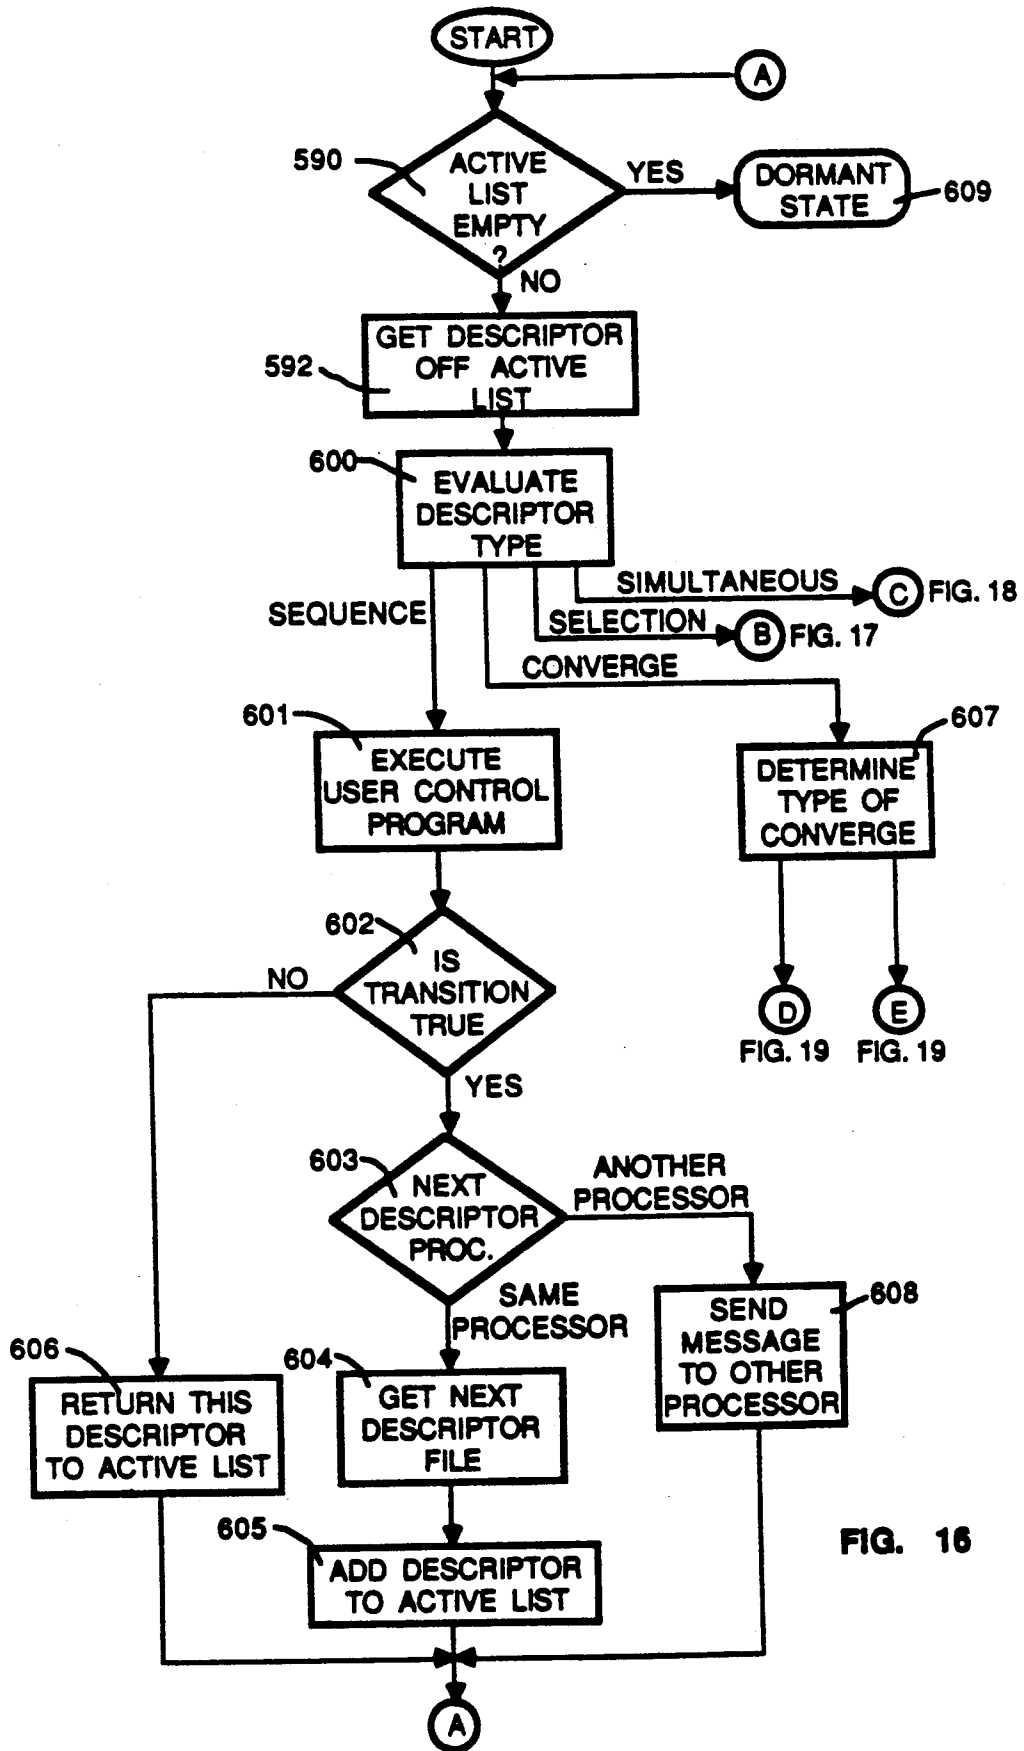 START
A
590
ACTIVE
LIST
EMPTY
?
YES
DORMANT
STATE
609
NO
592
GET DESCRIPTOR
OFF ACTIVE
LIST
600
EVALUATE
DESCRIPTOR
TYPE
SIMULTANEOUS
C FIG. 18
SEQUENCE
SELECTION
B FIG. 17
CONVERGE
601
EXECUTE
USER CONTROL
PROGRAM
607
DETERMINE
TYPE OF
CONVERGE
602
IS
TRANSITION
TRUE
NO
D
FIG. 19
E
FIG. 19
YES
603
NEXT
DESCRIPTOR
PROC.
ANOTHER
PROCESSOR
SAME
PROCESSOR
608
SEND
MESSAGE
TO OTHER
PROCESSOR
606
RETURN THIS
DESCRIPTOR
TO ACTIVE LIST
604
GET NEXT
DESCRIPTOR
FILE
605
ADD DESCRIPTOR
TO ACTIVE LIST
FIG. 16
A